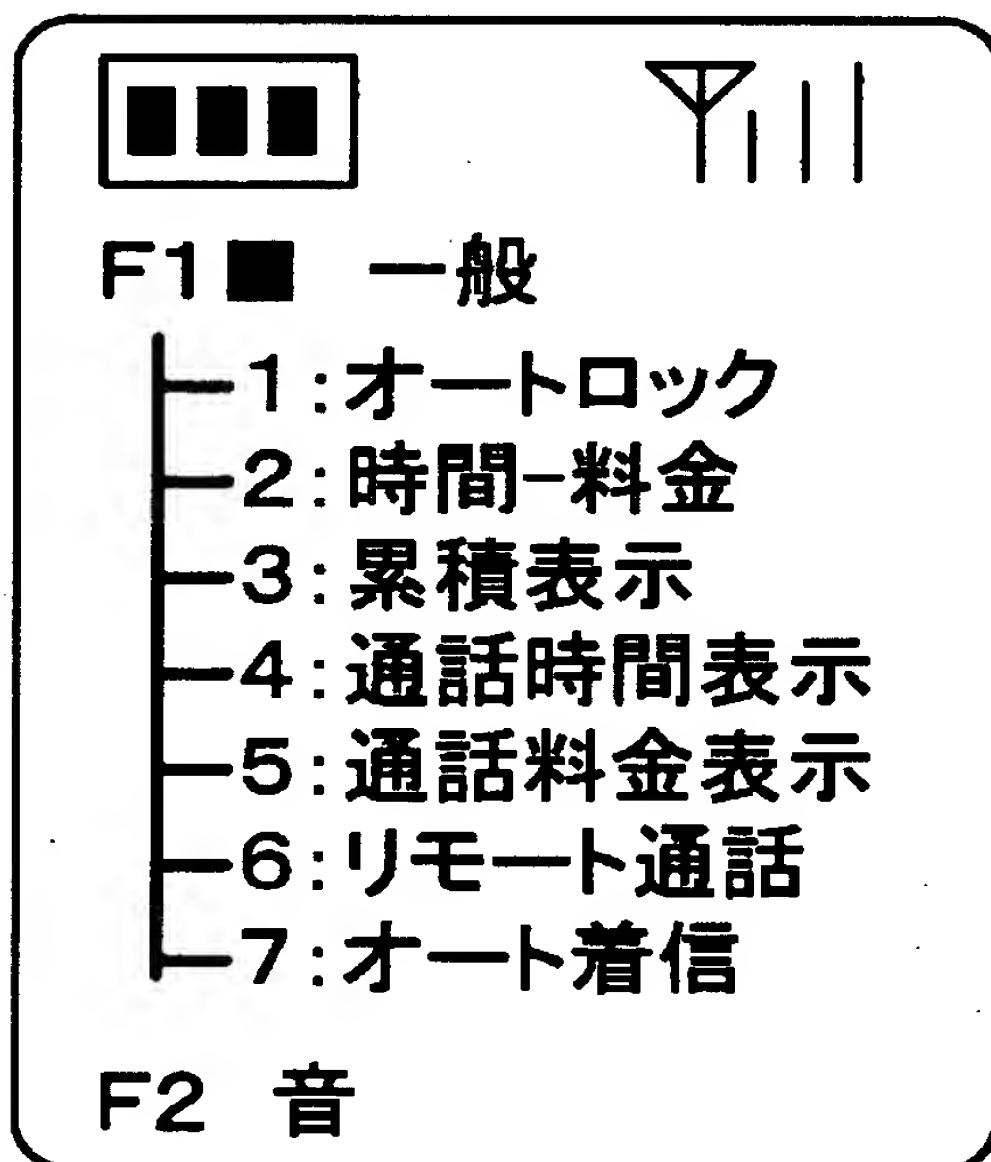 F1■ 一般
1:オートロック
2:時間-料金
3:累積表示
4:通話時間表示
5:通話料金表示
6:リモート通話
7:オート着信
F2 音